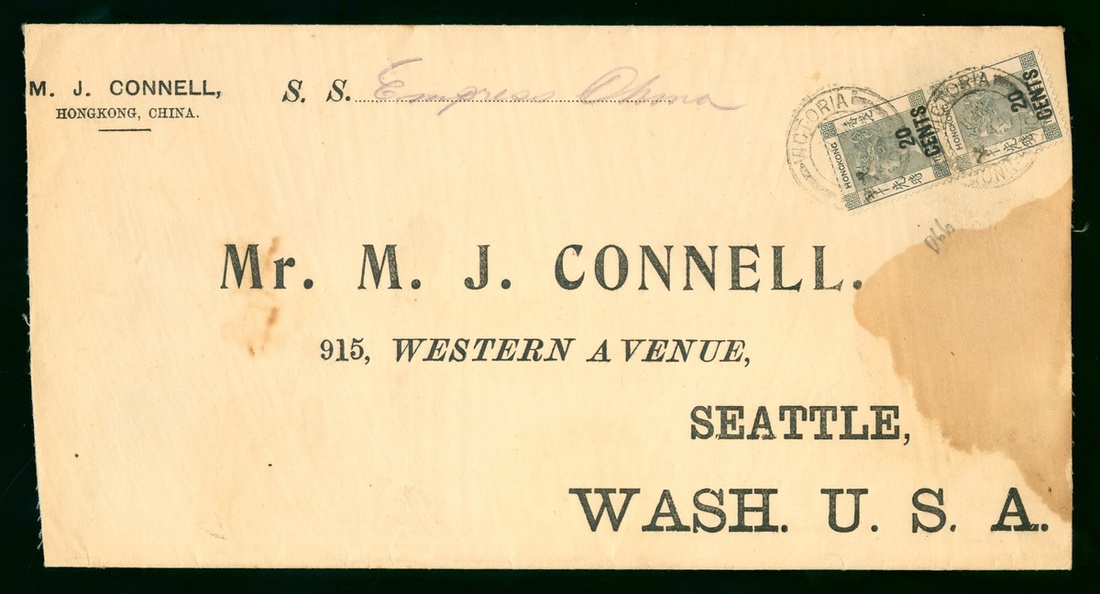 M. J. CONNELL,
HONGKONG, CHINA.
S. S. Empress China
VICTORIA
HONGKONG
20 CENTS
VICTORIA
HONGKONG
20 CENTS
Mr. M. J. CONNELL.
915, WESTERN AVENUE,
SEATTLE,
WASH. U. S. A.